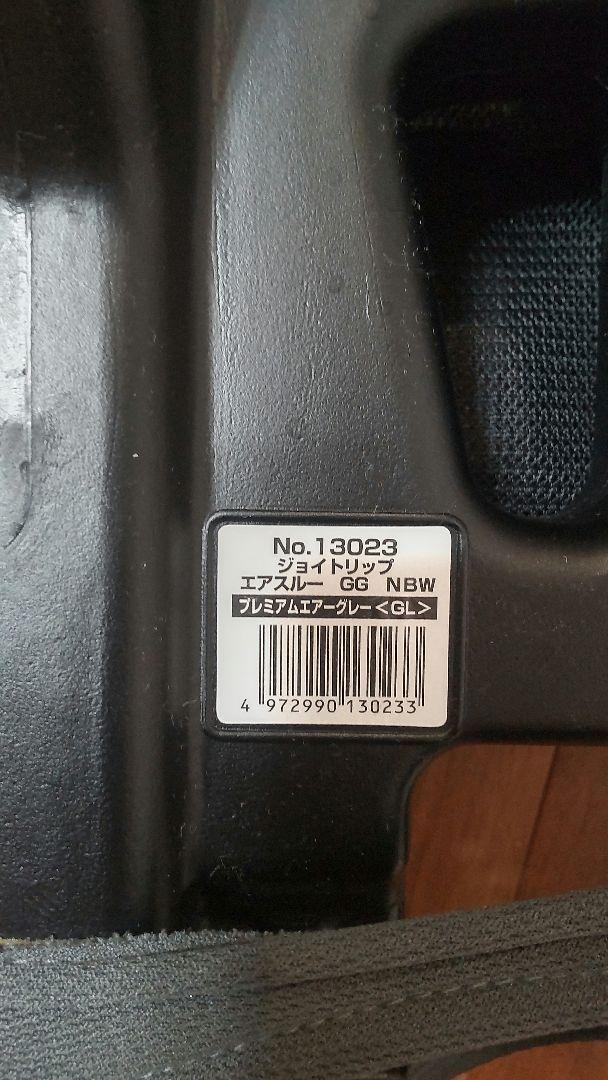 No.13023
ジョイトリップ
エアスルー GG NBW
プレミアムエアーグレー<GL>
4 972990 130233